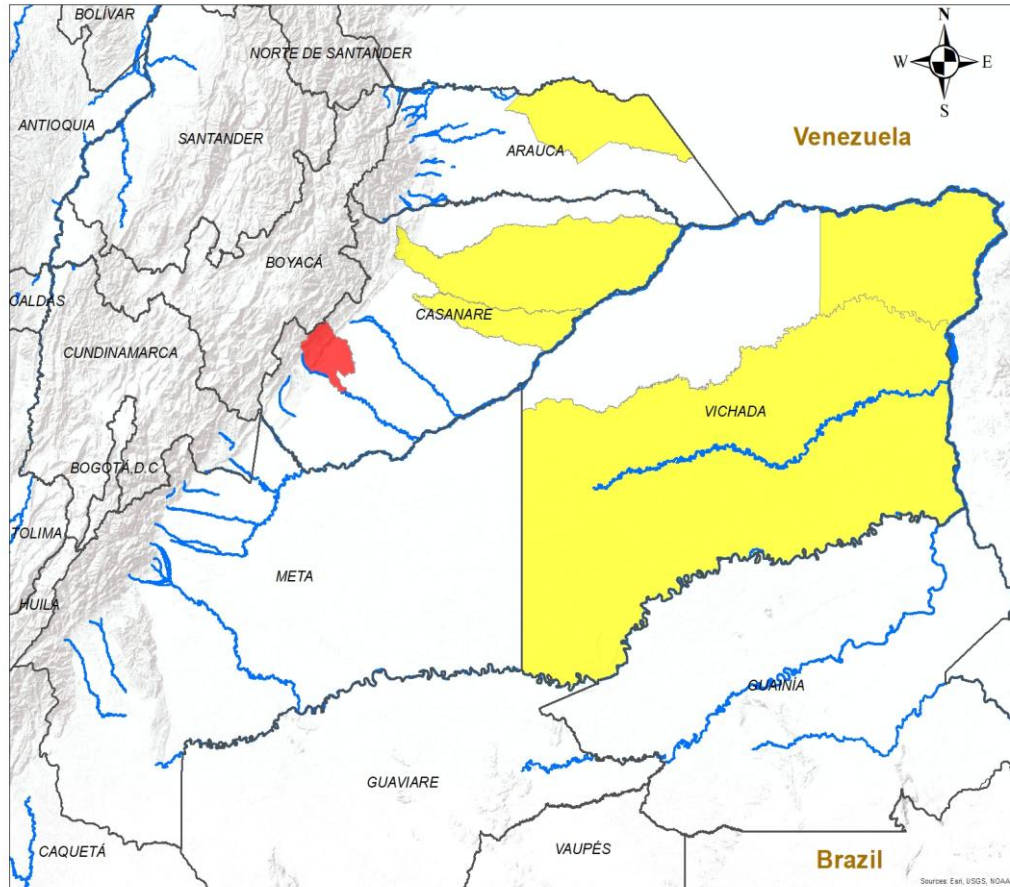 BOLÍVAR
N
NORTE DE SANTANDER
W
E
S
ANTIOQUIA
SANTANDER
ARAUCA
Venezuela
BOYACÁ
CALDAS
CASANARE
CUNDINAMARCA
VICHADA
BOGOTÁ,D.C
TOLIMA
META
HUILA
GUAINÍA
GUAVIARE
CAQUETÁ
VAUPÉS
Brazil
Sources: Esri, USGS, NOAA